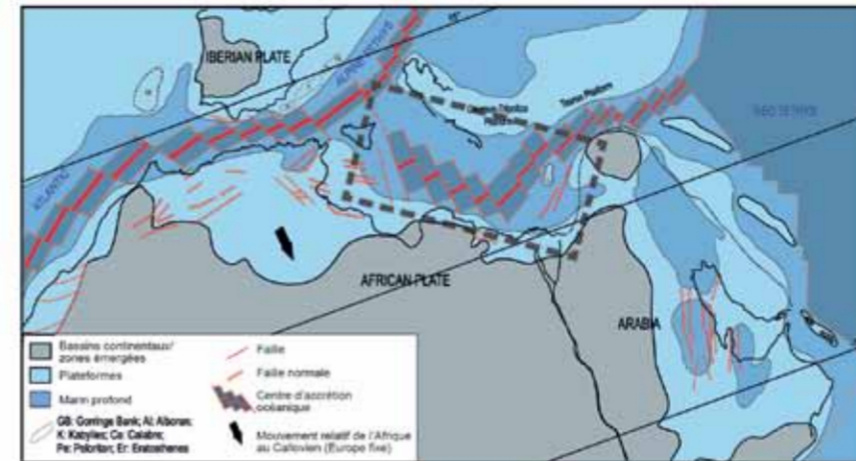 IBERIAN PLATE
ALPINE TETHYS
ATLANTIC
NEO TETHYS
AFRICAN PLATE
ARABIA
Bassins continentaux/
zones émergées
Plateformes
Marin profond
GB: Gorringe Bank; Al: Alboran;
K: Kabylies; Ca: Calabre;
Pe: Peloritan; Er: Eratosthenes
Faille
Faille normale
Centre d'accrétion
océanique
Mouvement relatif de l'Afrique
au Callovien (Europe fixe)